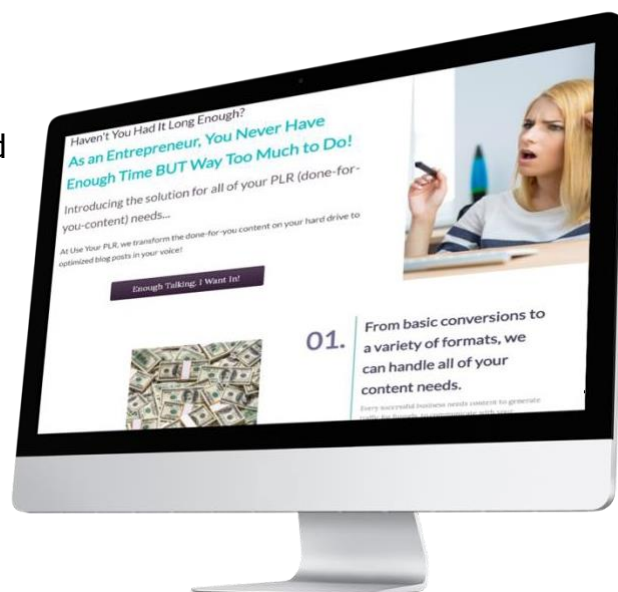 d
Haven't You Had It Long Enough?
As an Entrepreneur, You Never Have
Enough Time BUT Way Too Much to Do!
Introducing the solution for all of your PLR (done-for-
you-content) needs...
At Use Your PLR, we transform the done-for-you content on your hard drive to
optimized blog posts in your voice!
Enough Talking. I Want In!
01.
From basic conversions to
a variety of formats, we
can handle all of your
content needs.
Every successful business needs content to generate